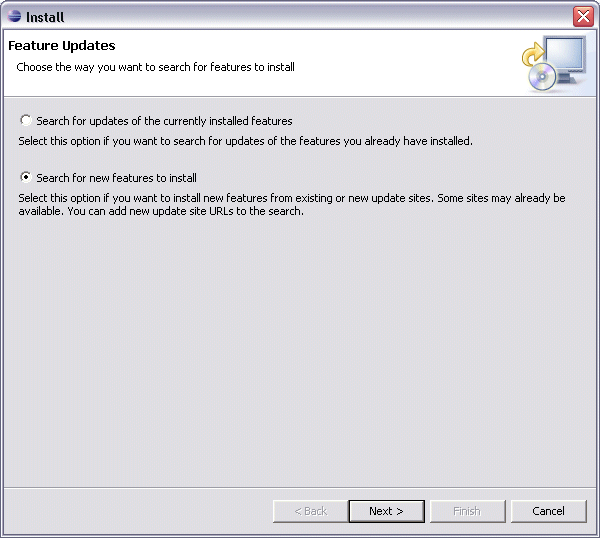 Install
Feature Updates
Choose the way you want to search for features to install
Search for updates of the currently installed features
Select this option if you want to search for updates of the features you already have installed.
Search for new features to install
Select this option if you want to install new features from existing or new update sites. Some sites may already be
available. You can add new update site URLs to the search.
< Back Next > Finish Cancel